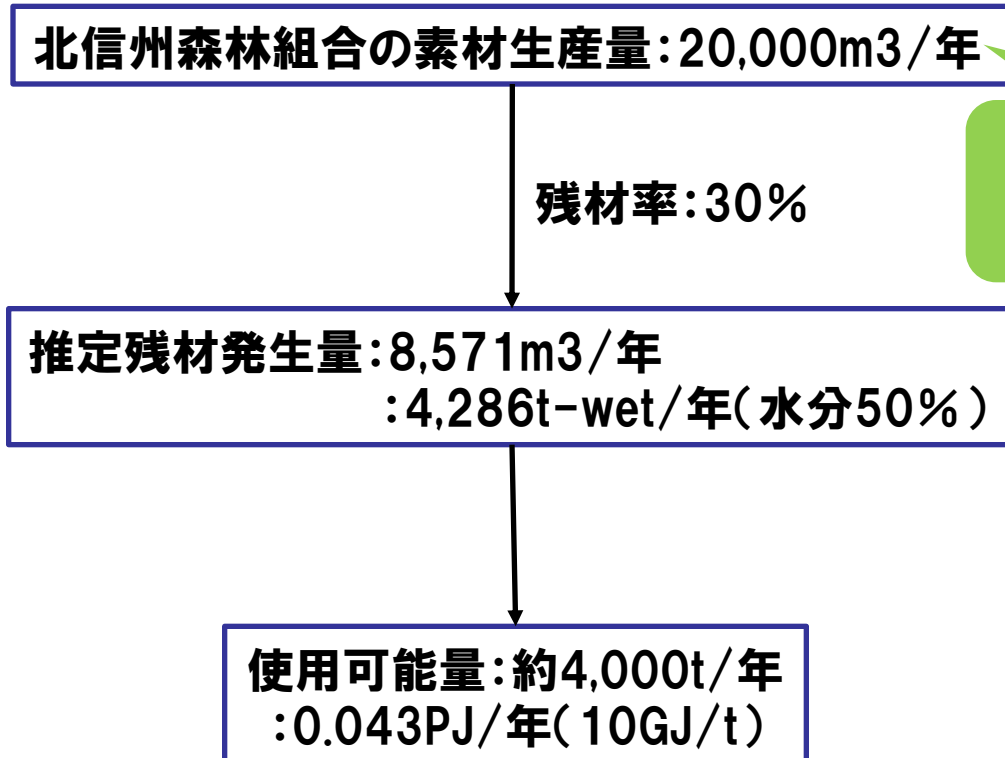 北信州森林組合の素材生産量：20,000m3/年
残材率：30％
推定残材発生量：8,571m3/年
：4,286t-wet/年（水分50％）
使用可能量：約4,000t/年
：0.043PJ/年（10GJ/t）